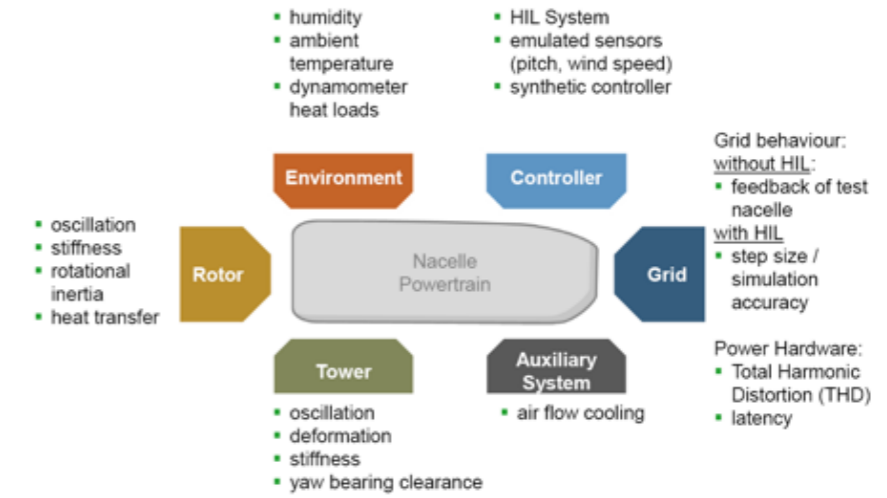 ▪ humidity
▪ ambient
temperature
▪ dynamometer
heat loads
▪ HIL System
▪ emulated sensors
(pitch, wind speed)
▪ synthetic controller
Environment
Controller
▪ oscillation
▪ stiffness
▪ rotational
inertia
▪ heat transfer
Rotor
Nacelle
Powertrain
Grid
Grid behaviour:
without HIL:
▪ feedback of test
nacelle
with HIL
▪ step size /
simulation
accuracy
Power Hardware:
▪ Total Harmonic
Distortion (THD)
▪ latency
Tower
▪ oscillation
▪ deformation
▪ stiffness
▪ yaw bearing clearance
Auxiliary
System
▪ air flow cooling